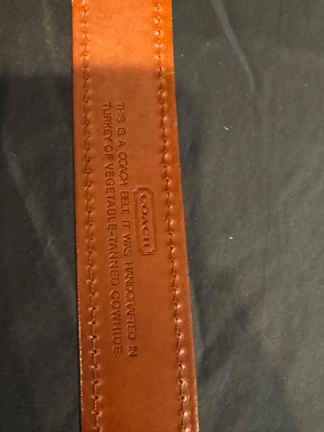 COACH
THIS IS A COACH BELT. IT WAS HANDCRAFTED IN
TURKEY OF VEGETABLE-TANNED COWHIDE.